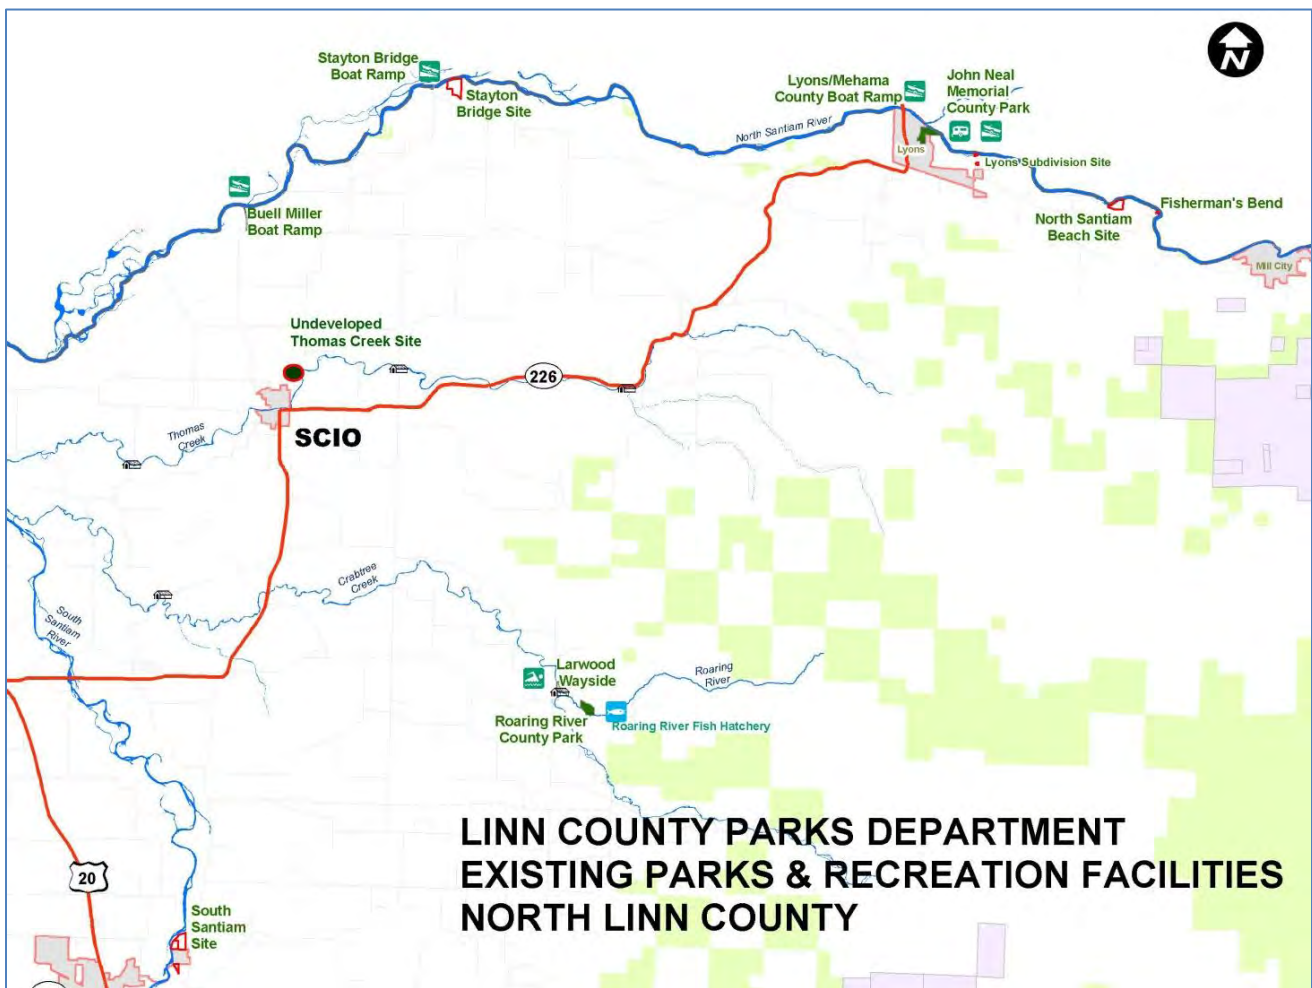 N
Stayton Bridge
Boat Ramp
Stayton
Bridge Site
Lyons/Mehama
County Boat Ramp
John Neal
Memorial
County Park
North Santiam River
Lyons
Lyons Subdivision Site
Buell Miller
Boat Ramp
North Santiam
Beach Site
Fisherman's Bend
Mill City
Undeveloped
Thomas Creek Site
226
Thomas
Creek
SCIO
Crabtree
Creek
South
Santiam
River
Larwood
Wayside
Roaring
River
Roaring River
County Park
Roaring River Fish Hatchery
LINN COUNTY PARKS DEPARTMENT
EXISTING PARKS & RECREATION FACILITIES
NORTH LINN COUNTY
20
South
Santiam
Site